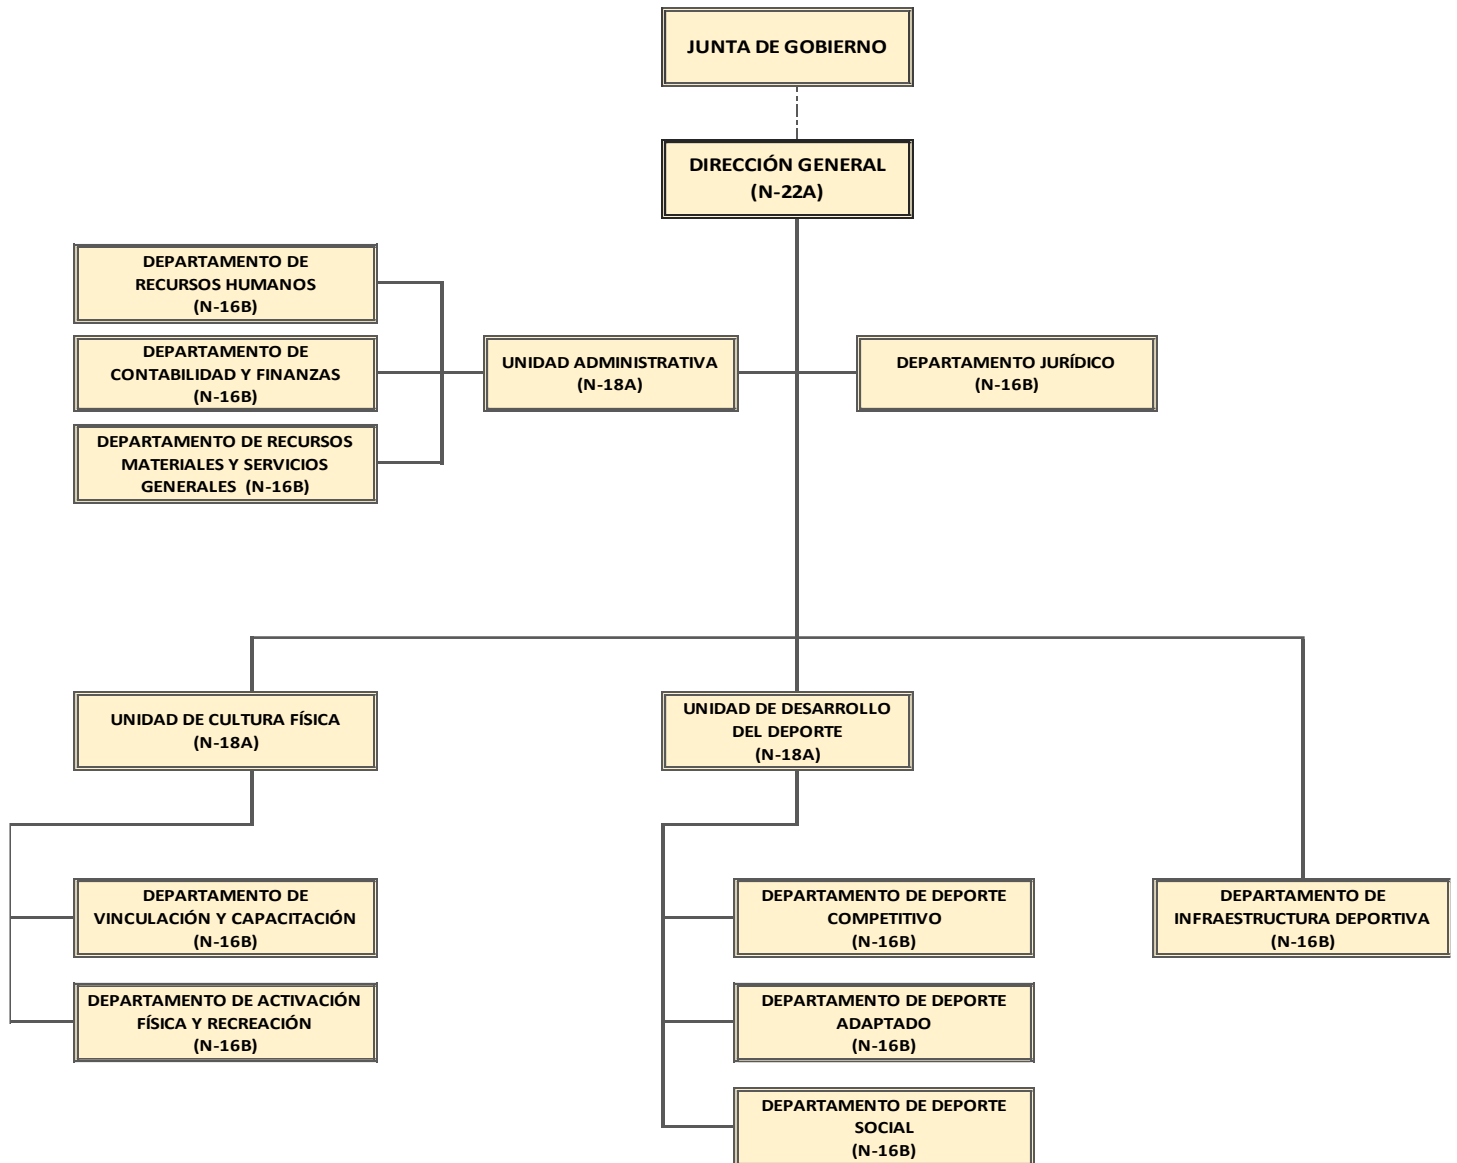 JUNTA DE GOBIERNO
DIRECCIÓN GENERAL
(N-22A)
DEPARTAMENTO DE
RECURSOS HUMANOS
(N-16B)
DEPARTAMENTO DE
CONTABILIDAD Y FINANZAS
(N-16B)
DEPARTAMENTO DE RECURSOS
MATERIALES Y SERVICIOS
GENERALES (N-16B)
UNIDAD ADMINISTRATIVA
(N-18A)
DEPARTAMENTO JURÍDICO
(N-16B)
UNIDAD DE CULTURA FÍSICA
(N-18A)
UNIDAD DE DESARROLLO
DEL DEPORTE
(N-18A)
DEPARTAMENTO DE
VINCULACIÓN Y CAPACITACIÓN
(N-16B)
DEPARTAMENTO DE ACTIVACIÓN
FÍSICA Y RECREACIÓN
(N-16B)
DEPARTAMENTO DE DEPORTE
COMPETITIVO
(N-16B)
DEPARTAMENTO DE DEPORTE
ADAPTADO
(N-16B)
DEPARTAMENTO DE DEPORTE
SOCIAL
(N-16B)
DEPARTAMENTO DE
INFRAESTRUCTURA DEPORTIVA
(N-16B)